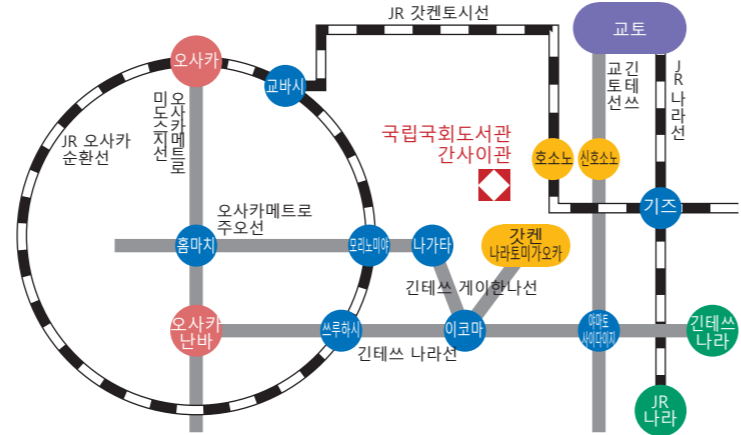 JR 갓켄토시선
교토
오사카
교바시
오사카메트로
미도스지선
긴테쓰
교토선
JR 나라선
JR 오사카
순환선
국립국회도서관
간사이관
호소노
신호소노
기즈
오사카메트로
주오선
홈마치
모리노미야
나가타
갓켄
나라토미가오카
긴테쓰 게이한나선
오사카
난바
쓰루하시
이코마
야마토
사이다이지
긴테쓰
나라
긴테쓰 나라선
JR
나라